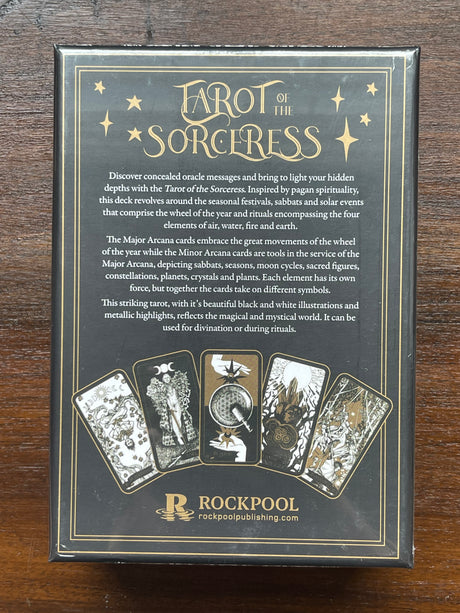 TAROT OF THE
SORCERESS
Discover concealed oracle messages and bring to light your hidden
depths with the Tarot of the Sorceress. Inspired by pagan spirituality,
this deck revolves around the seasonal festivals, sabbats and solar events
that comprise the wheel of the year and rituals encompassing the four
elements of air, water, fire and earth.
The Major Arcana cards embrace the great movements of the wheel
of the year while the Minor Arcana cards are tools in the service of the
Major Arcana, depicting sabbats, seasons, moon cycles, sacred figures,
constellations, planets, crystals and plants. Each element has its own
force, but together the cards take on different symbols.
This striking tarot, with it's beautiful black and white illustrations and
metallic highlights, reflects the magical and mystical world. It can be
used for divination or during rituals.
R ROCKPOOL
rockpoolpublishing.com